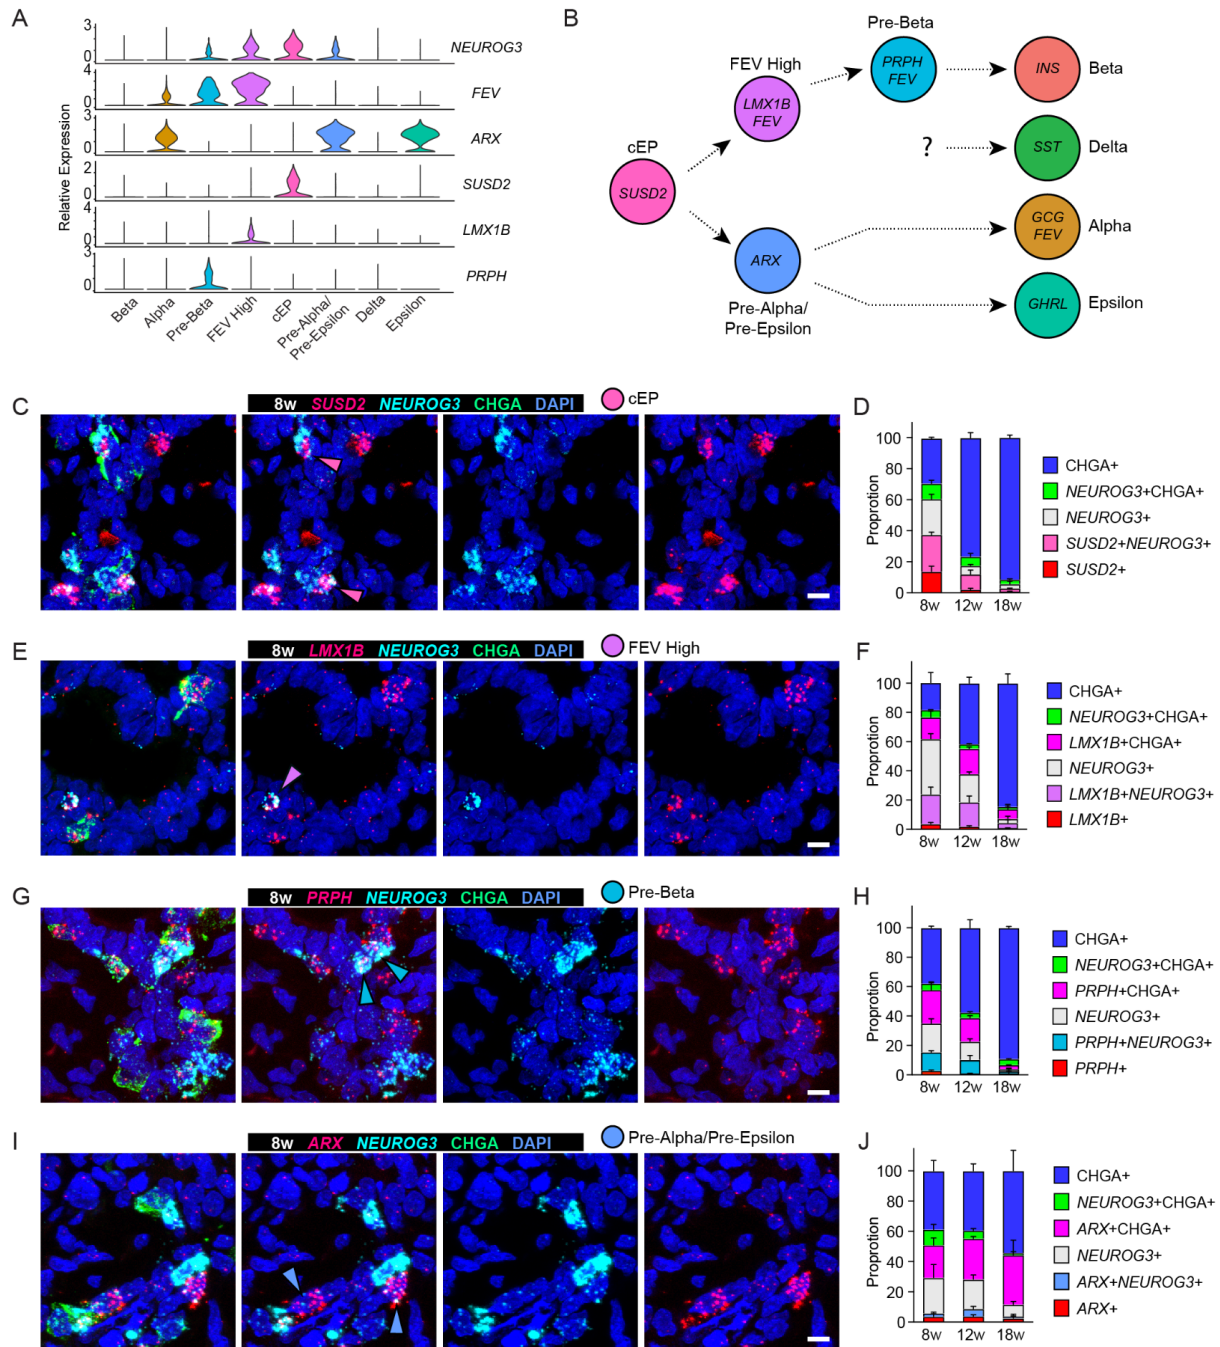 A
3
0
NEUROG3
4
0
FEV
3
0
ARX
2
0
SUSD2
4
0
LMX1B
3
0
PRPH
Relative Expression
Beta
Alpha
Pre-Beta
FEV High
cEP
Pre-Alpha/
Pre-Epsilon
Delta
Epsilon
B
Pre-Beta
FEV High
PRPH
FEV
INS
Beta
LMX1B
FEV
cEP
?
SST
Delta
SUSD2
GCG
FEV
Alpha
ARX
Pre-Alpha/
Pre-Epsilon
GHRL
Epsilon
C
8w SUSD2 NEUROG3 CHGA DAPI
cEP
D
100
80
60
40
20
0
Proprotion
8w 12w 18w
CHGA+
NEUROG3+CHGA+
NEUROG3+
SUSD2+NEUROG3+
SUSD2+
E
8w LMX1B NEUROG3 CHGA DAPI
FEV High
F
100
80
60
40
20
0
Proprotion
8w 12w 18w
CHGA+
NEUROG3+CHGA+
LMX1B+CHGA+
NEUROG3+
LMX1B+NEUROG3+
LMX1B+
G
8w PRPH NEUROG3 CHGA DAPI
Pre-Beta
H
100
80
60
40
20
0
Proportion
8w 12w 18w
CHGA+
NEUROG3+CHGA+
PRPH+CHGA+
NEUROG3+
PRPH+NEUROG3+
PRPH+
I
8w ARX NEUROG3 CHGA DAPI
Pre-Alpha/Pre-Epsilon
J
100
80
60
40
20
0
Proportion
8w 12w 18w
CHGA+
NEUROG3+CHGA+
ARX+CHGA+
NEUROG3+
ARX+NEUROG3+
ARX+